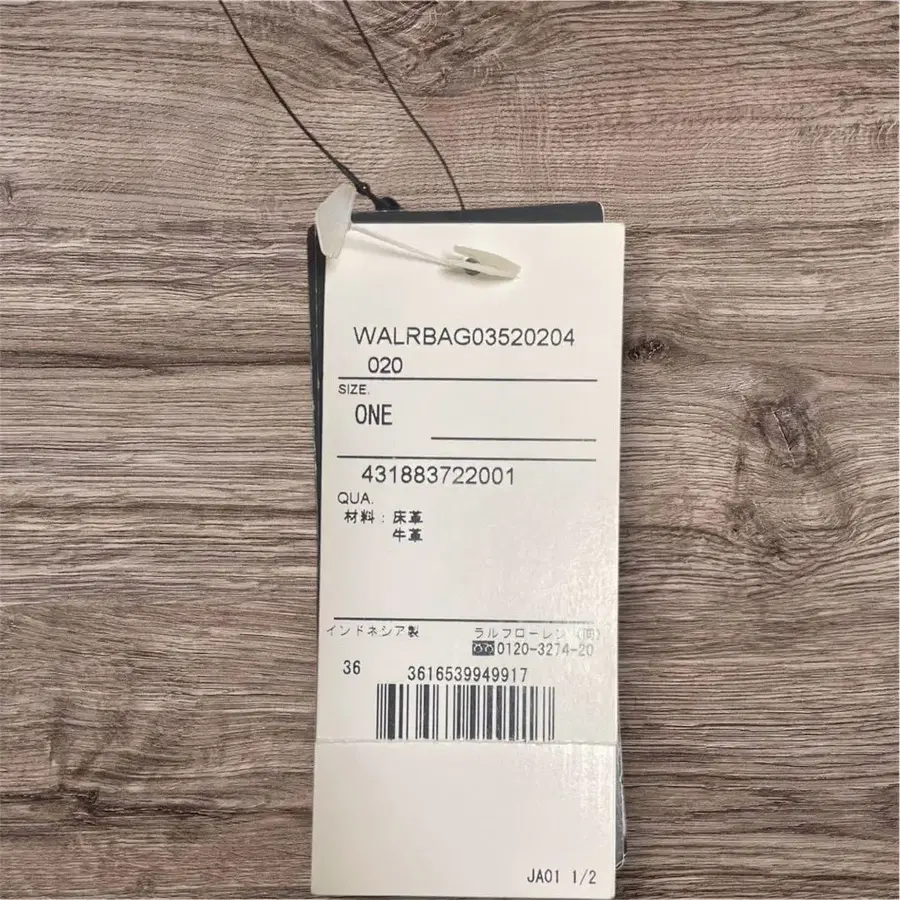 WALRBAG03520204
020
SIZE.
ONE
431883722001
QUA.
材料：床革
牛革
インドネシア製
ラルフローレン (同)
0120-3274-20
36
3616539949917
JA01 1/2